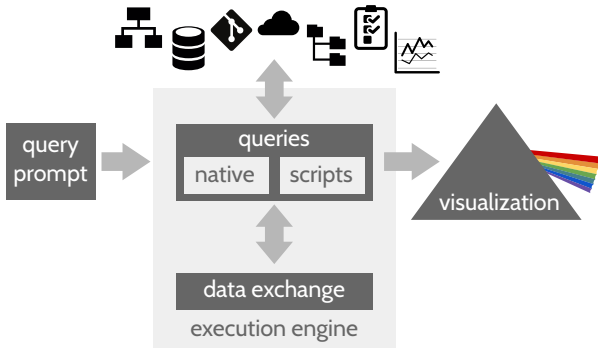 query
prompt
queries
native
scripts
visualization
data exchange
execution engine